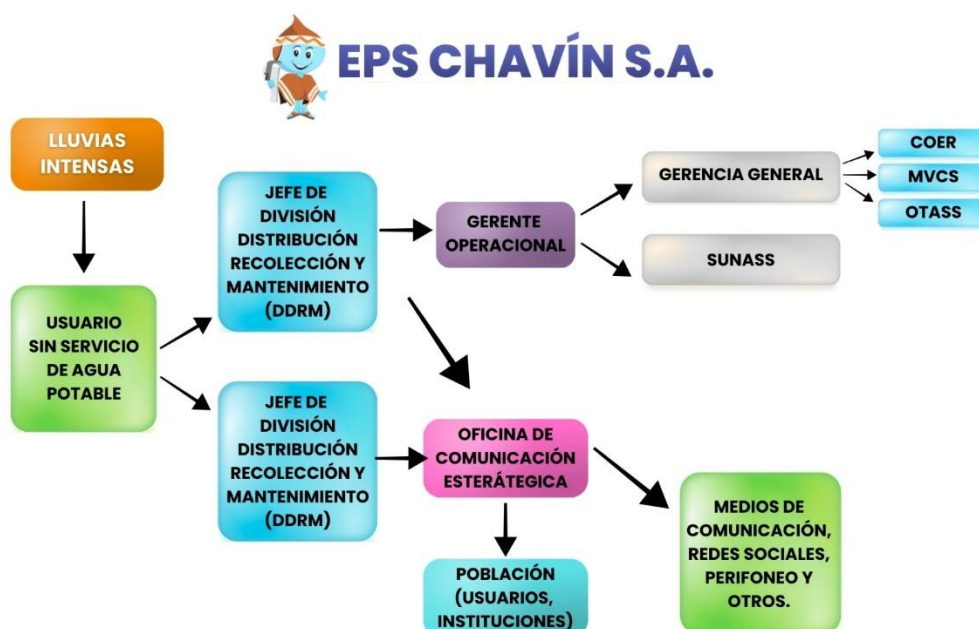 EPS CHAVÍN S.A.
LLUVIAS
INTENSAS
USUARIO
SIN SERVICIO
DE AGUA
POTABLE
JEFE DE
DIVISIÓN
DISTRIBUCIÓN
RECOLECCIÓN Y
MANTENIMIENTO
(DDRM)
GERENTE
OPERACIONAL
GERENCIA GENERAL
COER
MVCS
OTASS
SUNASS
JEFE DE
DIVISIÓN
DISTRIBUCIÓN
RECOLECCIÓN Y
MANTENIMIENTO
(DDRM)
OFICINA DE
COMUNICACIÓN
ESTERÁTEGICA
POBLACIÓN
(USUARIOS,
INSTITUCIONES)
MEDIOS DE
COMUNICACIÓN,
REDES SOCIALES,
PERIFONEO Y
OTROS.